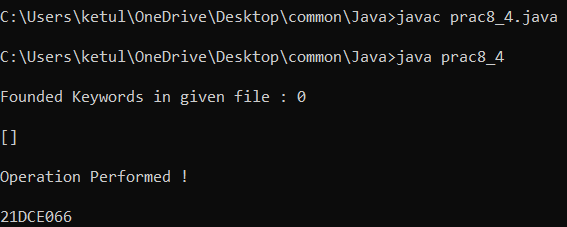 C:\Users\ketul\OneDrive\Desktop\common\Java>javac prac8_4.java
C:\Users\ketul\OneDrive\Desktop\common\Java>java prac8_4
Founded Keywords in given file : 0
[]
Operation Performed !
21DCE066